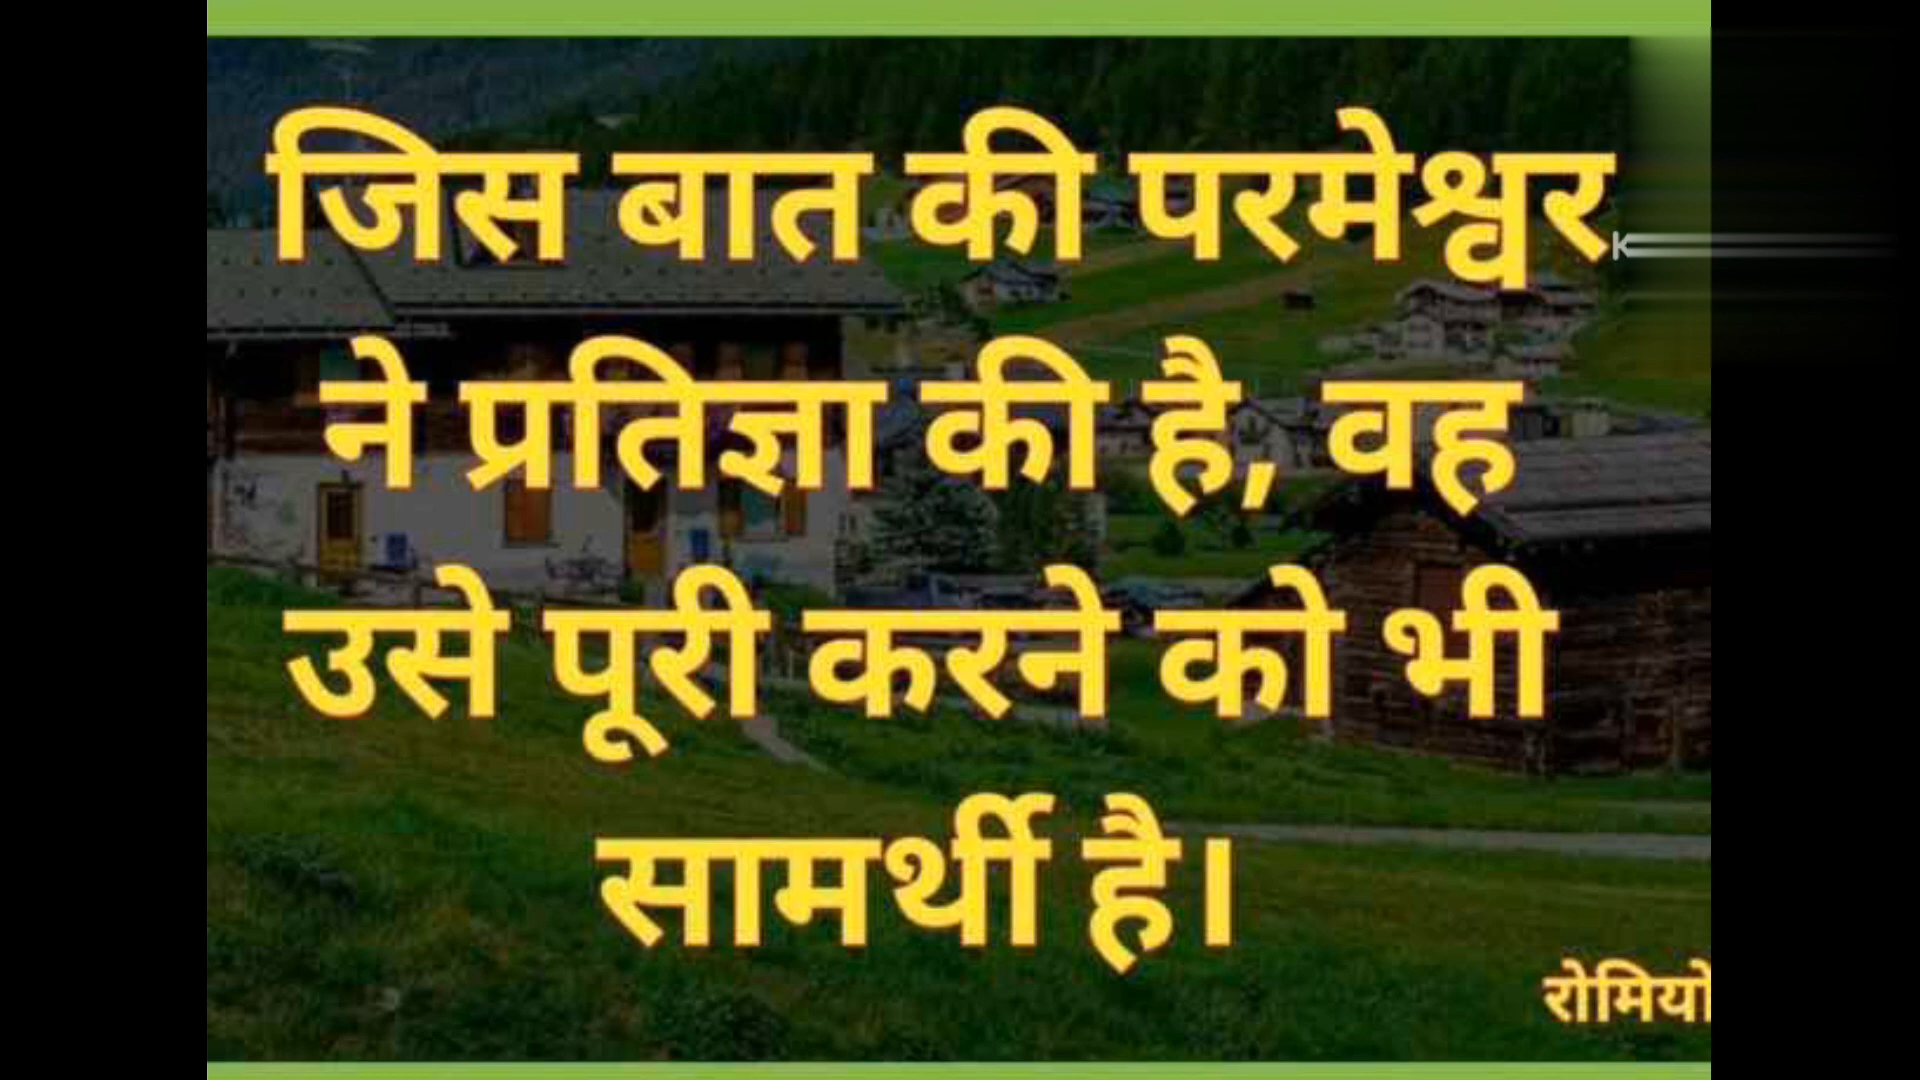 जिस बात की परमेश्वर
ने प्रतिज्ञा की है, वह
उसे पूरी करने को भी
सामर्थी है।
रोमियो